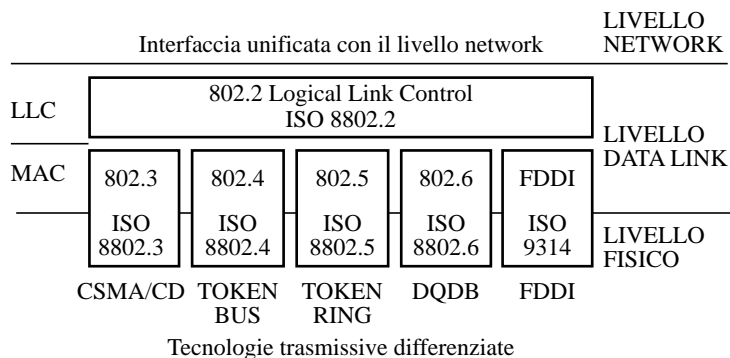 LIVELLO
NETWORK
Interfaccia unificata con il livello network
LLC
802.2 Logical Link Control
ISO 8802.2
LIVELLO
DATA LINK
MAC
802.3
802.4
802.5
802.6
FDDI
ISO
8802.3
ISO
8802.4
ISO
8802.5
ISO
8802.6
ISO
9314
LIVELLO
FISICO
CSMA/CD
TOKEN
BUS
TOKEN
RING
DQDB
FDDI
Tecnologie trasmissive differenziate